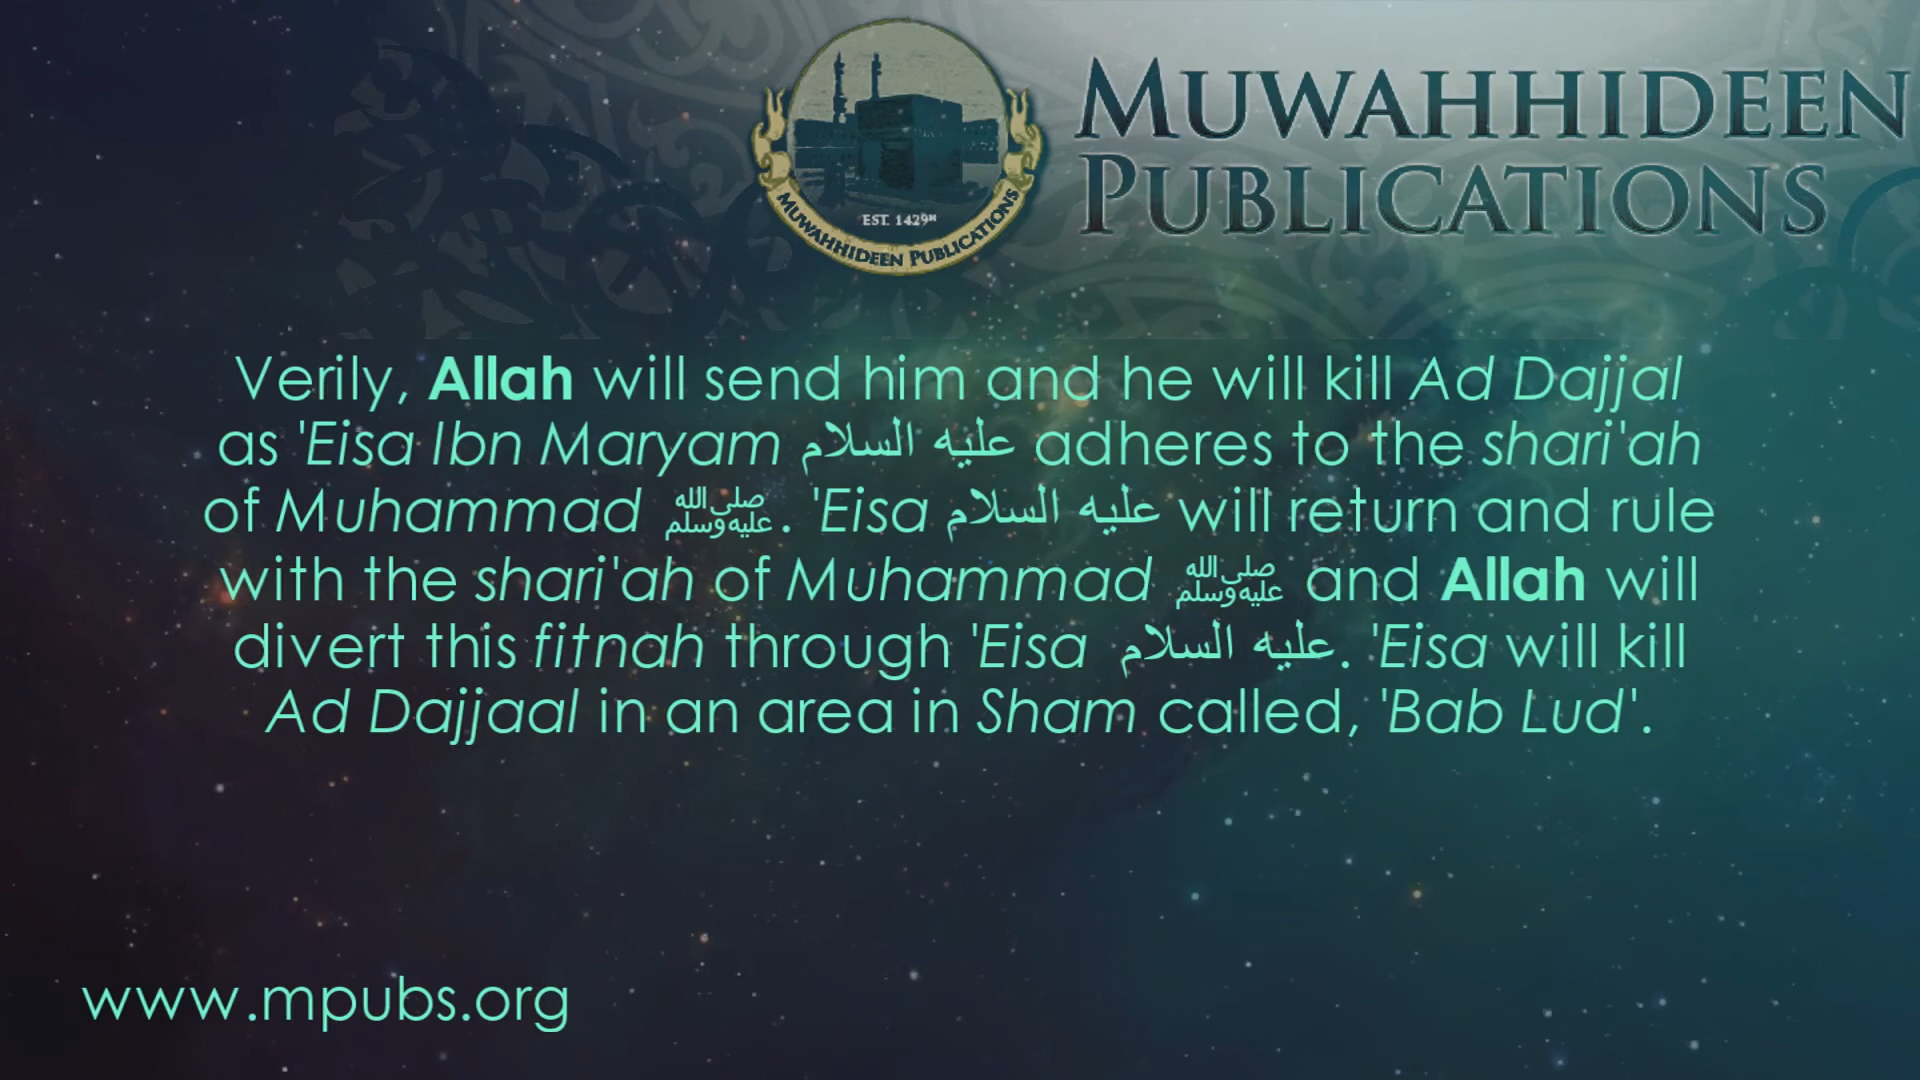 MUWAHHIDEEN
PUBLICATIONS
EST. 1429H
MUWAHHIDEEN PUBLICATIONS
Verily, Allah will send him and he will kill Ad Dajjal
as 'Eisa Ibn Maryam عليه السلام adheres to the shari'ah
of Muhammad ﷺ. 'Eisa عليه السلام will return and rule
with the shari'ah of Muhammad ﷺ and Allah will
divert this fitnah through 'Eisa عليه السلام. 'Eisa will kill
Ad Dajjaal in an area in Sham called, 'Bab Lud'.
www.mpubs.org